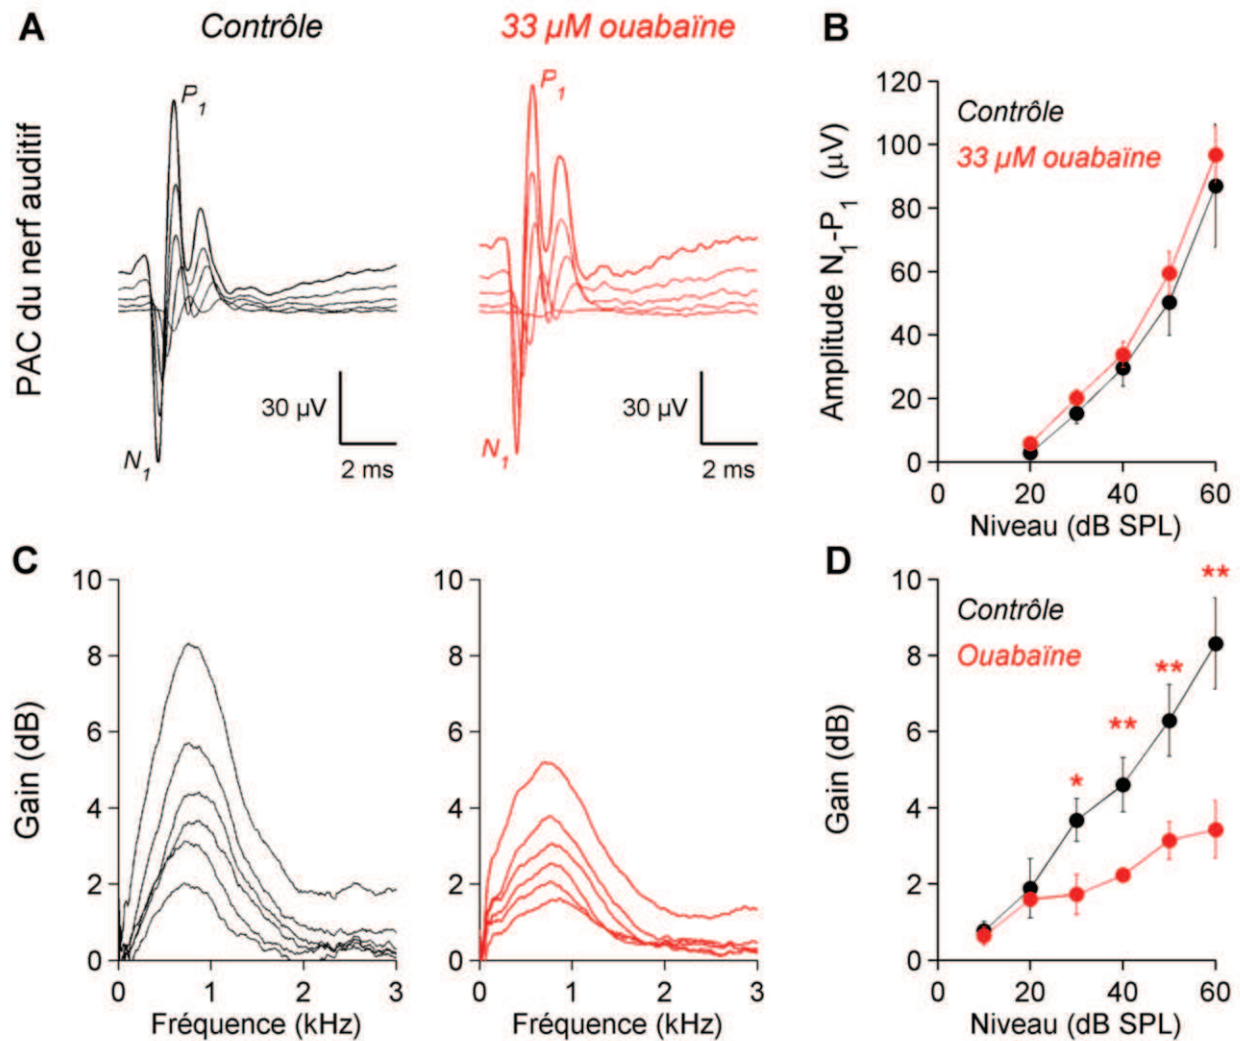 A
Contrôle
33 µM ouabaïne
PAC du nerf auditif
P1
N1
30 µV
2 ms
P1
N1
30 µV
2 ms
B
Amplitude N1-P1 (µV)
120
100
80
60
40
20
0
Contrôle
33 µM ouabaïne
0 20 40 60
Niveau (dB SPL)
C
Gain (dB)
10
8
6
4
2
0
0 1 2 3
Fréquence (kHz)
10
8
6
4
2
0
0 1 2 3
Fréquence (kHz)
D
Gain (dB)
10
8
6
4
2
0
Contrôle
Ouabaïne
* ** ** **
0 20 40 60
Niveau (dB SPL)